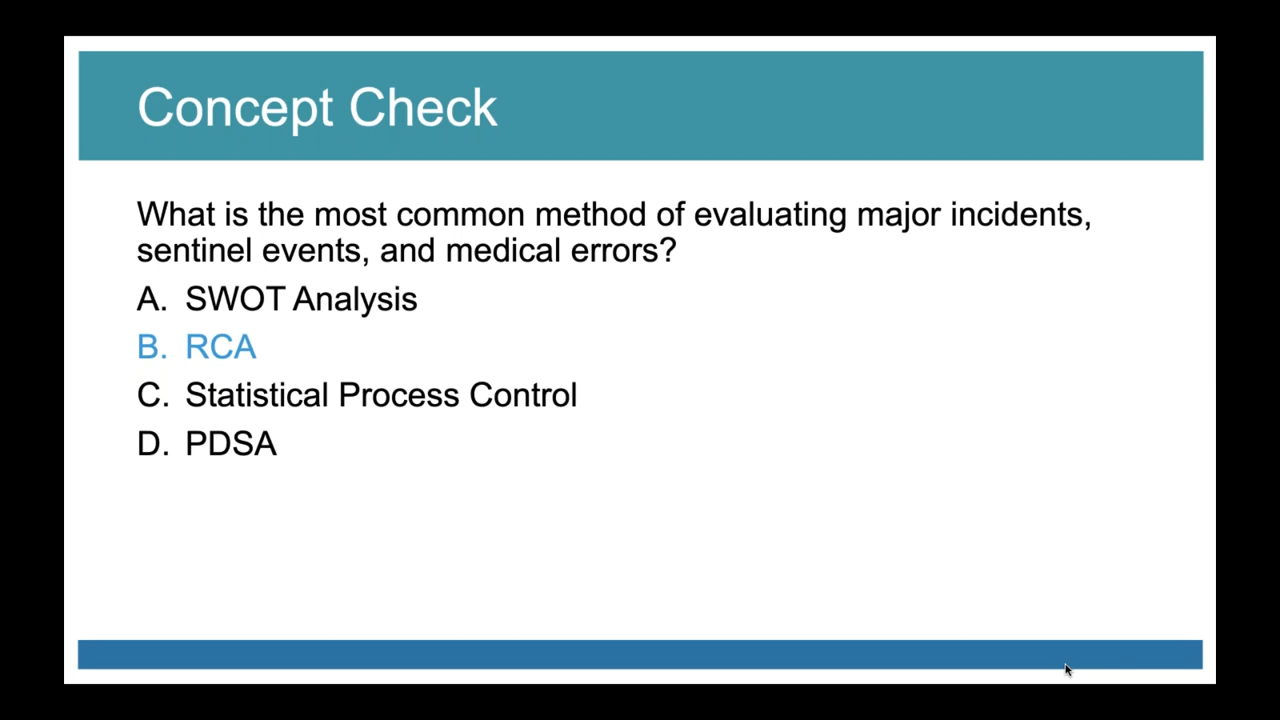 Concept Check
What is the most common method of evaluating major incidents,
sentinel events, and medical errors?
A. SWOT Analysis
B. RCA
C. Statistical Process Control
D. PDSA